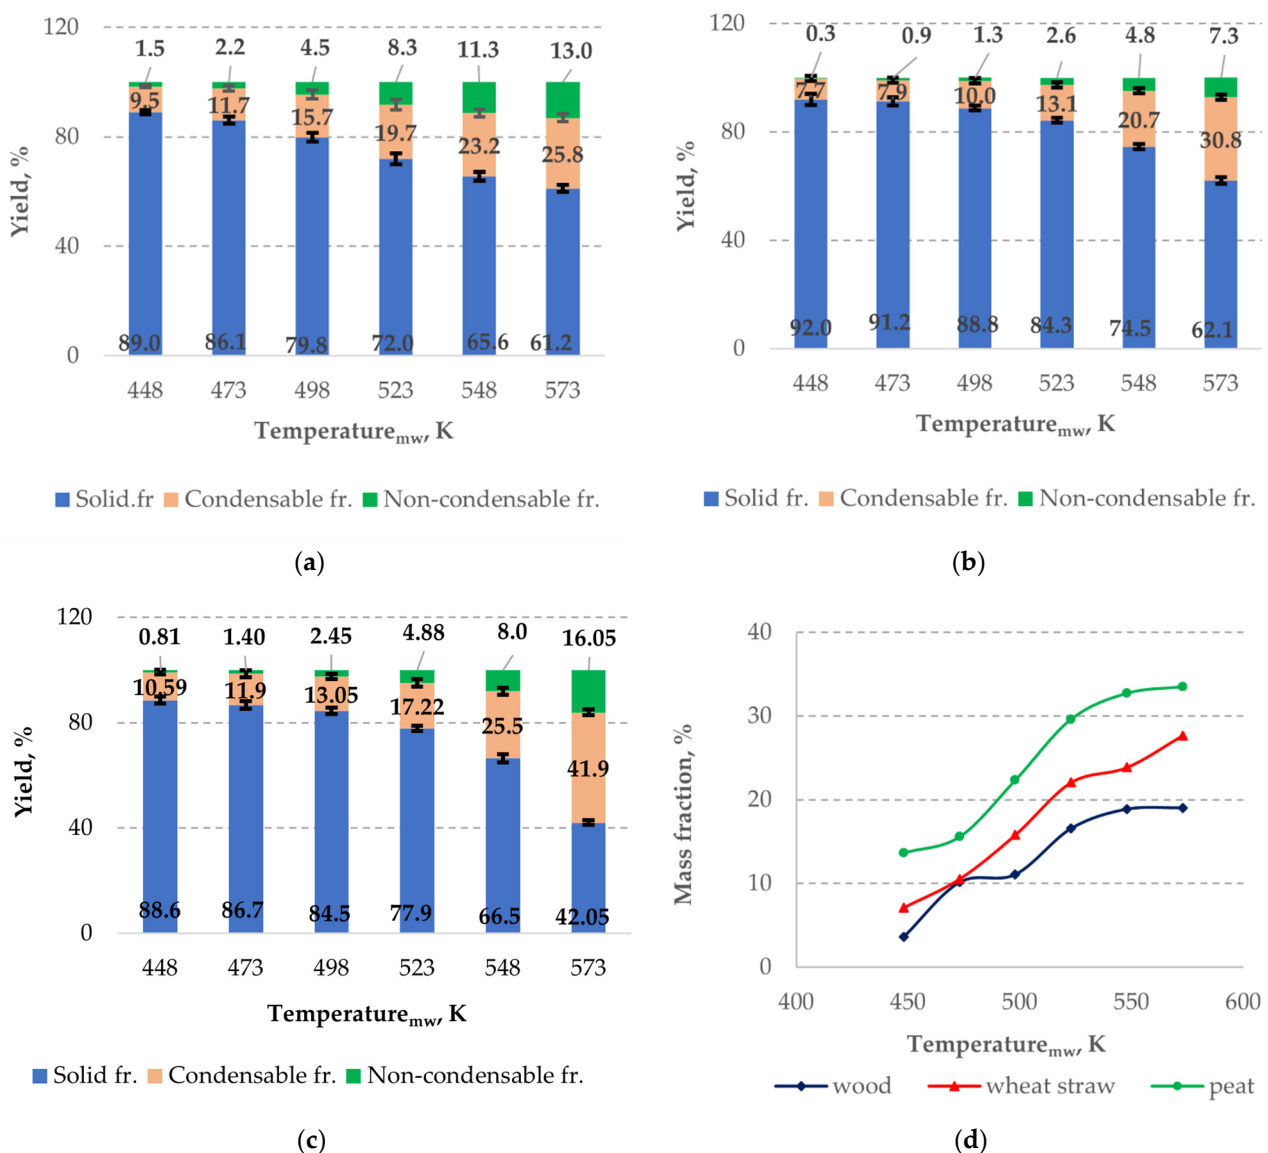 120
1.5 2.2 4.5 8.3 11.3 13.0
9.5 11.7 15.7 19.7 23.2 25.8
80
Yield, %
40
89.0 86.1 79.8 72.0 65.6 61.2
0
448 473 498 523 548 573
Temperaturemw, K
Solid.fr Condensable fr. Non-condensable fr.
(a)
120
0.3 0.9 1.3 2.6 4.8 7.3
7.7 7.9 10.0 13.1 20.7 30.8
80
Yield, %
40
92.0 91.2 88.8 84.3 74.5 62.1
0
448 473 498 523 548 573
Temperaturemw, K
Solid fr. Condensable fr. Non-condensable fr.
(b)
120
0.81 1.40 2.45 4.88 8.0 16.05
10.59 11.9 13.05 17.22 25.5 41.9
80
Yield, %
40
88.6 86.7 84.5 77.9 66.5 42.05
0
448 473 498 523 548 573
Temperaturemw, K
Solid fr. Condensable fr. Non-condensable fr.
(c)
40
30
20
10
0
Mass fraction, %
400 450 500 550 600
Temperaturemw, K
wood wheat straw peat
(d)